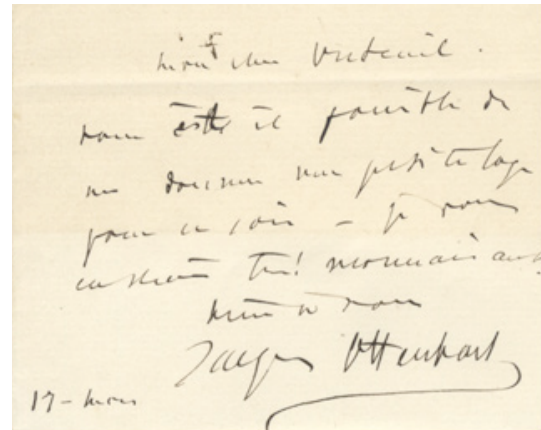 mon cher Vuteuil.
vous est il possible de
me donner une petite loge
pour ce soir – je vous
en serai très reconnaissant
bien à vous
Jacques Offenbach
17 – mars